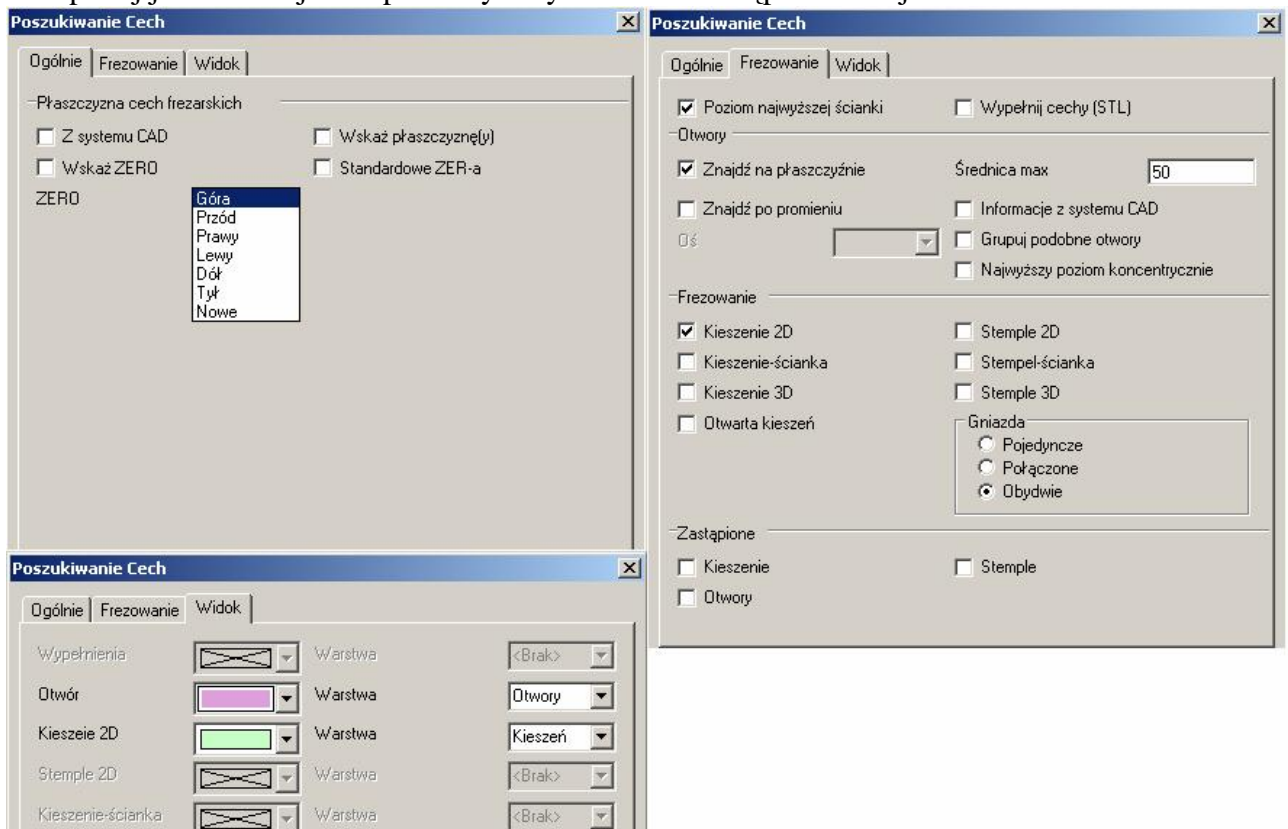 Poszukiwanie Cech
Ogólnie Frezowanie Widok
Płaszczyzna cech frezarskich
Z systemu CAD Wskaż płaszczyznę(y)
Wskaż ZERO Standardowe ZER-a
ZERO Góra
Przód
Prawy
Lewy
Dół
Tył
Nowe
Poszukiwanie Cech
Ogólnie Frezowanie Widok
Poziom najwyższej ścianki Wypełnij cechy (STL)
Otwory
Znajdź na płaszczyźnie Średnica max 50
Znajdź po promieniu Informacje z systemu CAD
Oś Grupuj podobne otwory
Najwyższy poziom koncentrycznie
Frezowanie
Kieszenie 2D Stemple 2D
Kieszenie-ścianka Stempel-ścianka
Kieszenie 3D Stemple 3D
Otwarta kieszeń Gniazda
Pojedyncze
Połączone
Obydwie
Zastąpione
Kieszenie Stemple
Otwory
Poszukiwanie Cech
Ogólnie Frezowanie Widok
Wypełnienia Warstwa <Brak>
Otwór Warstwa Otwory
Kieszeie 2D Warstwa Kieszeń
Stemple 2D Warstwa <Brak>
Kieszenie-ścianka Warstwa <Brak>